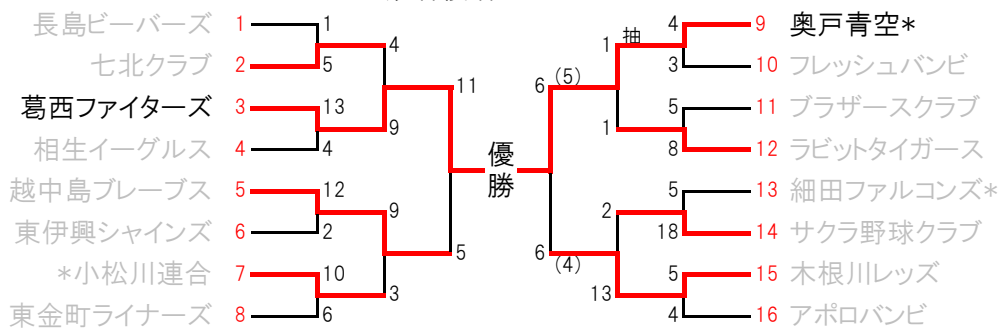 長島ビーバーズ 1 1
七北クラブ 2 5
4
葛西ファイターズ 3 13
相生イーグルス 4 4
9
11
越中島ブレーブス 5 12
東伊興シャインズ 6 2
9
*小松川連合 7 10
東金町ライナーズ 8 6
3
5
優勝
4 9 奥戸青空*
3 10 フレッシュバンビ
1 抽
5 11 ブラザースクラブ
8 12 ラビットタイガース
1
6 (5)
5 13 細田ファルコンズ*
18 14 サクラ野球クラブ
2
5 15 木根川レッズ
4 16 アポロバンビ
13
6 (4)